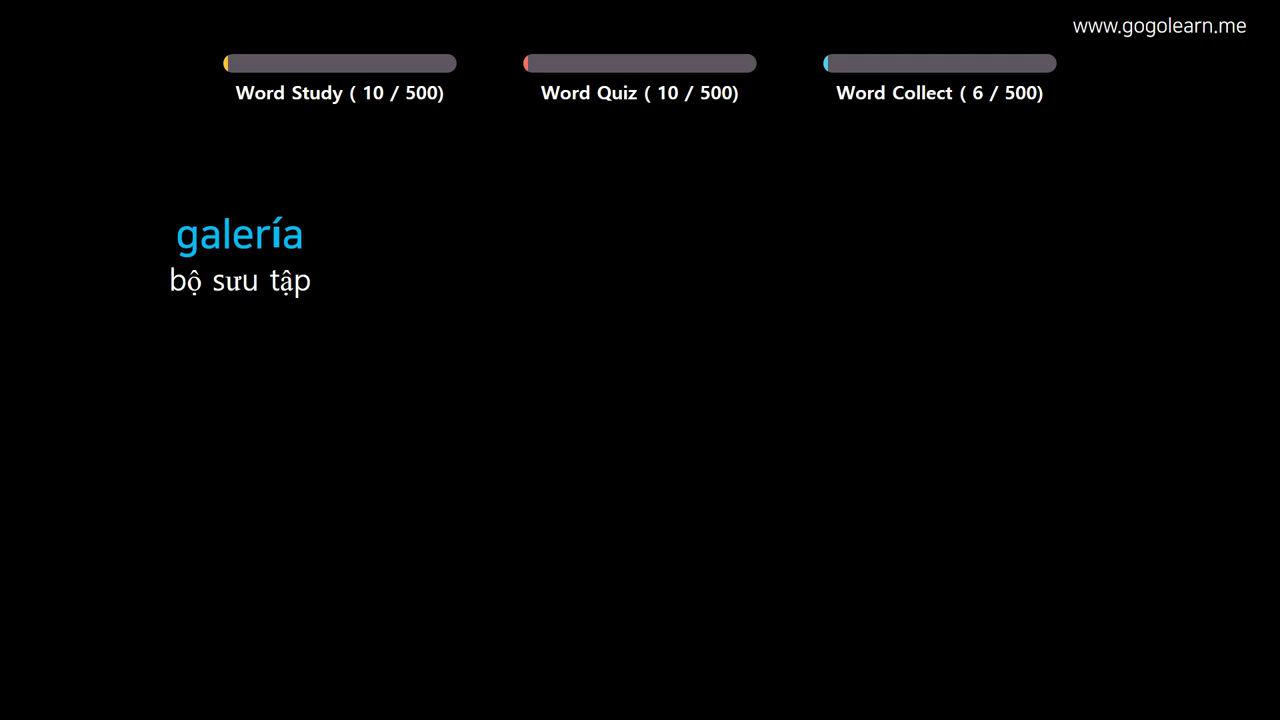 www.gogolearn.me
Word Study ( 10 / 500)
Word Quiz ( 10 / 500)
Word Collect ( 6 / 500)
galería
bộ sưu tập